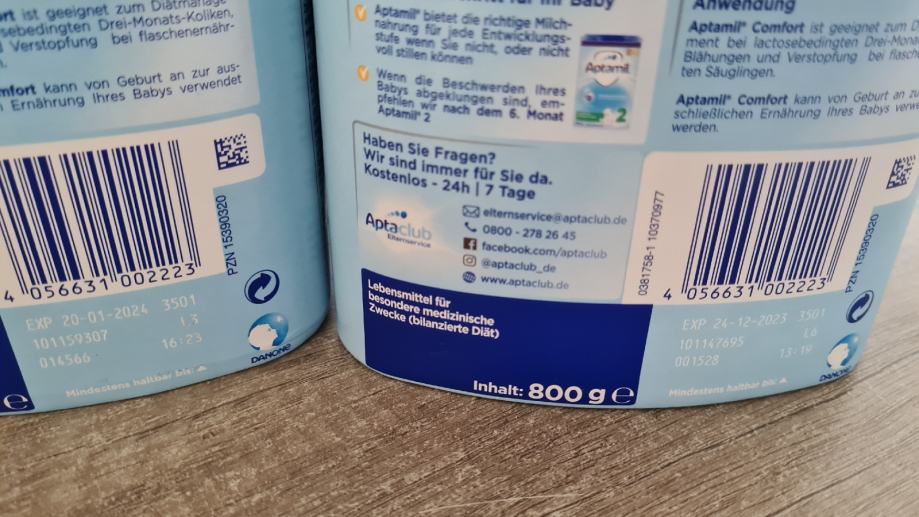 ort ist geeignet zum Diätmanage
sebedingten Drei-Monats-Koliken,
Verstopfung bei flaschenernähr-
mfort kann von Geburt an zur aus-
Ernährung Ihres Babys verwendet
4 056631 002223
PZN 15390320
EXP 20-01-2024 3501
101159307 L3
014566 16:23
DANONE
Mindestens haltbar bis:
e
Baby
Aptamil® bietet die richtige Milch-
nahrung für jede Entwicklungs-
stufe wenn Sie nicht, oder nicht
voll stillen können
Wenn die Beschwerden Ihres
Babys abgeklungen sind, em-
pfehlen wir nach dem 6. Monat
Aptamil® 2
Aptamil
2
Haben Sie Fragen?
Wir sind immer für Sie da.
Kostenlos - 24h | 7 Tage
Aptaclub
Elternservice
elternservice@aptaclub.de
0800 - 278 26 45
facebook.com/aptaclub
@aptaclub_de
www.aptaclub.de
Lebensmittel für
besondere medizinische
Zwecke (bilanzierte Diät)
Inhalt: 800 g e
Anwendung
Aptamil® Comfort ist geeignet zum
ment bei lactosebedingten Drei-Mona
Blähungen und Verstopfung bei flasche
ten Säuglingen.
Aptamil® Comfort kann von Geburt an zu
schließlichen Ernährung Ihres Babys verw
werden.
0381758-1 10370977
4 056631 002223
PZN 15390320
EXP 24-12-2023 3501
101147695 L6
001528 13:19
DANONE
Mindestens haltbar bis: